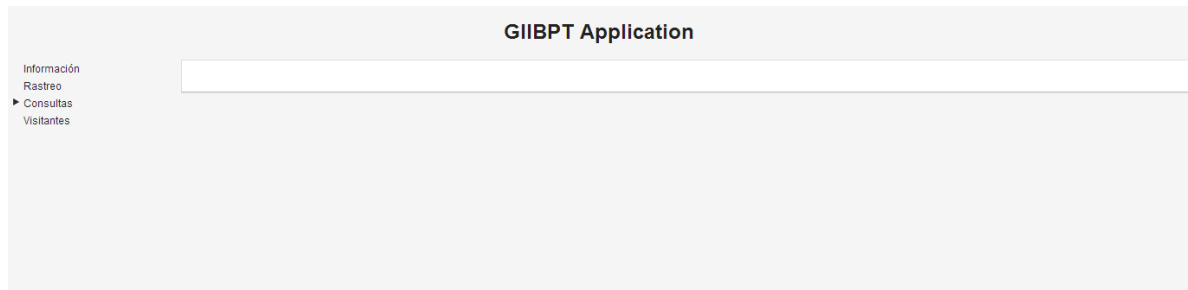 GIIBPT Application
Información
Rastreo
Consultas
Visitantes